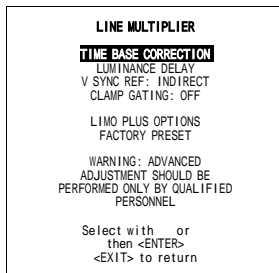 LINE MULTIPLIER
TIME BASE CORRECTION
LUMINANCE DELAY
V SYNC REF: INDIRECT
CLAMP GATING: OFF
LIMO PLUS OPTIONS
FACTORY PRESET
WARNING: ADVANCED
ADJUSTMENT SHOULD BE
PERFORMED ONLY BY QUALIFIED
PERSONNEL
Select with or
then <ENTER>
<EXIT> to return